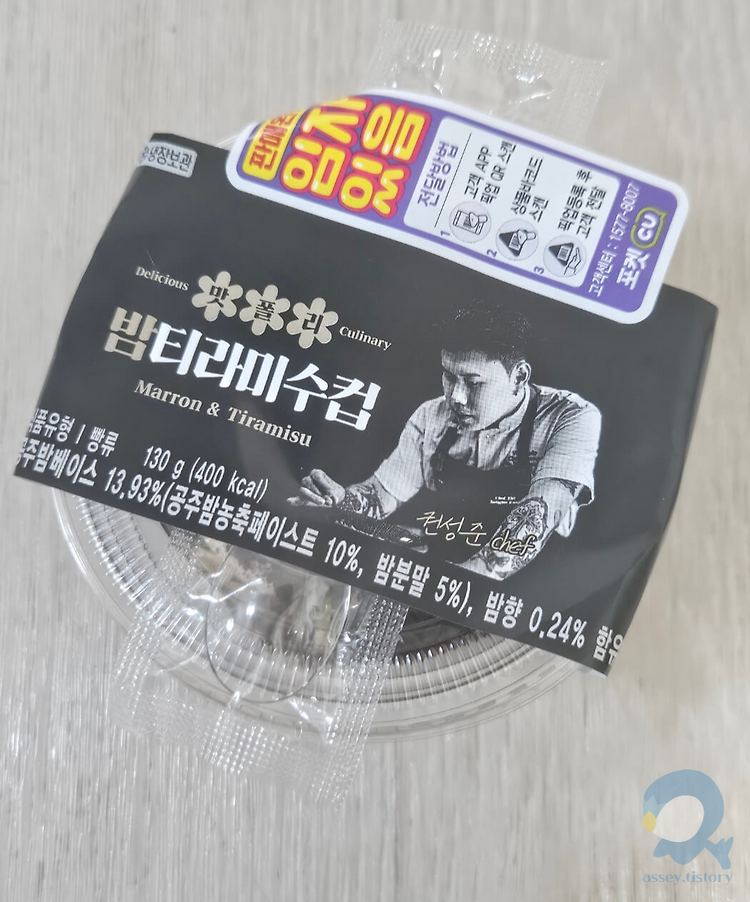 임자
있음
전달방법
1 고객 APP
픽업 QR 스캔
2 상품바코드
스캔
3 픽업등록 후
고객 전달
고객센터 : 1577-8007
포켓 CU
냉장보관
Delicious 맛폴리 Culinary
밤티라미수컵
Marron & Tiramisu
130 g (400 kcal)
품유형 / 빵류
주밤베이스 13.93%(공주밤농축페이스트 10%, 밤분말 5%), 밤향 0.24% 함유
권성준 chef
assey.tistory